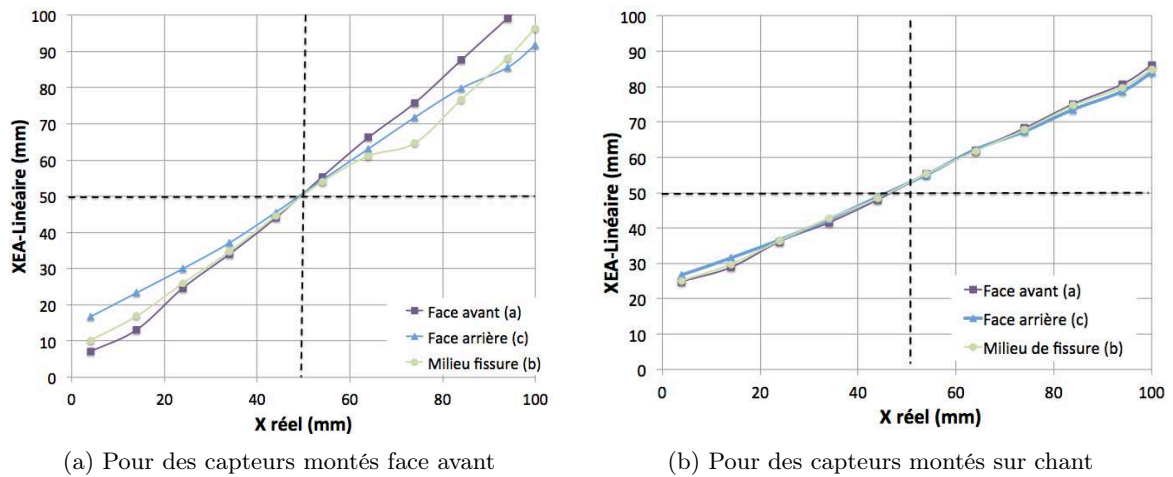 (a)
100
90
80
70
60
50
40
30
20
10
0
XEA-Linéaire (mm)
0
20
40
60
80
100
X réel (mm)
Face avant (a)
Face arrière (c)
Milieu fissure (b)
(a) Pour des capteurs montés face avant
(b)
100
90
80
70
60
50
40
30
20
10
0
XEA-Linéaire (mm)
0
20
40
60
80
100
X réel (mm)
Face avant (a)
Face arrière (c)
Milieu de fissure (b)
(b) Pour des capteurs montés sur chant